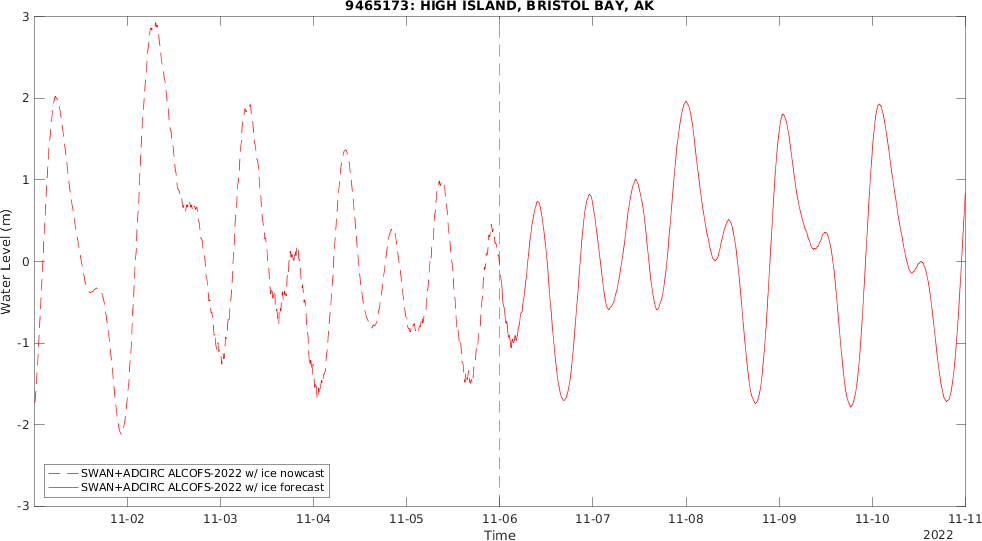 9465173: HIGH ISLAND, BRISTOL BAY, AK
3
2
1
0
-1
-2
-3
Water Level (m)
SWAN+ADCIRC ALCOFS-2022 w/ ice nowcast
SWAN+ADCIRC ALCOFS-2022 w/ ice forecast
11-02 11-03 11-04 11-05 11-06 11-07 11-08 11-09 11-10 11-11
Time
2022